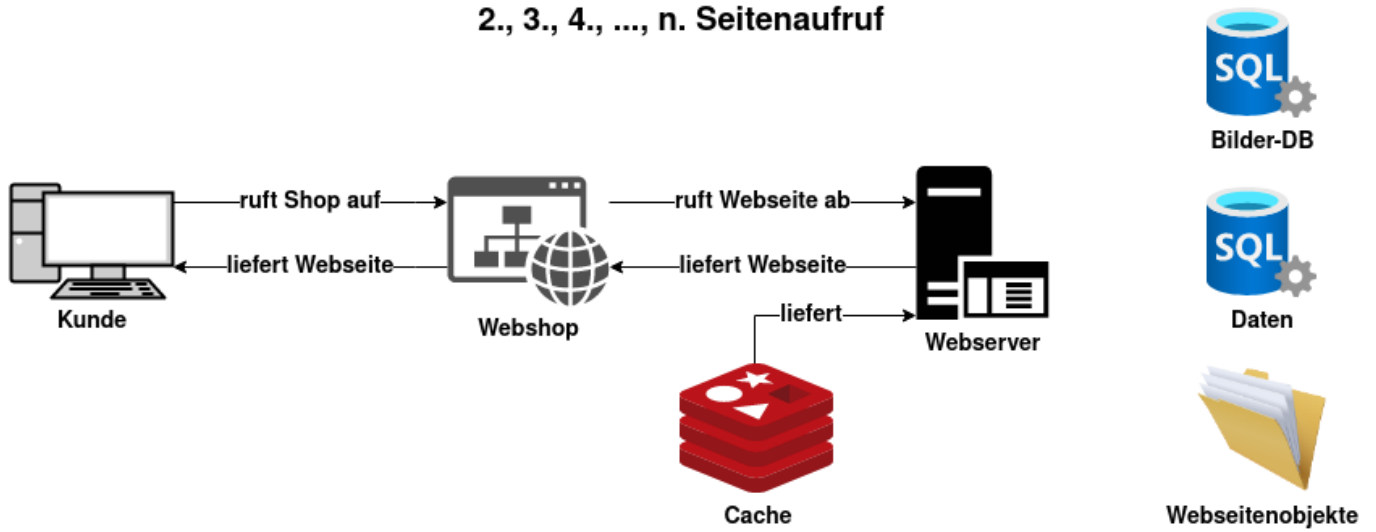 2., 3., 4., ..., n. Seitenaufruf
SQL
Bilder-DB
ruft Shop auf
ruft Webseite ab
liefert Webseite
liefert Webseite
SQL
Daten
Kunde
Webshop
liefert
Webserver
Cache
Webseitenobjekte